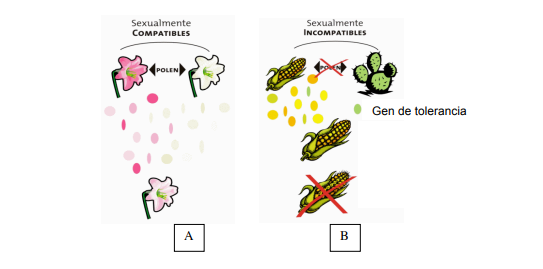 Sexualmente
COMPATIBLES
POLEN
A
Sexualmente
INCOMPATIBLES
POLEN
Gen de tolerancia
B